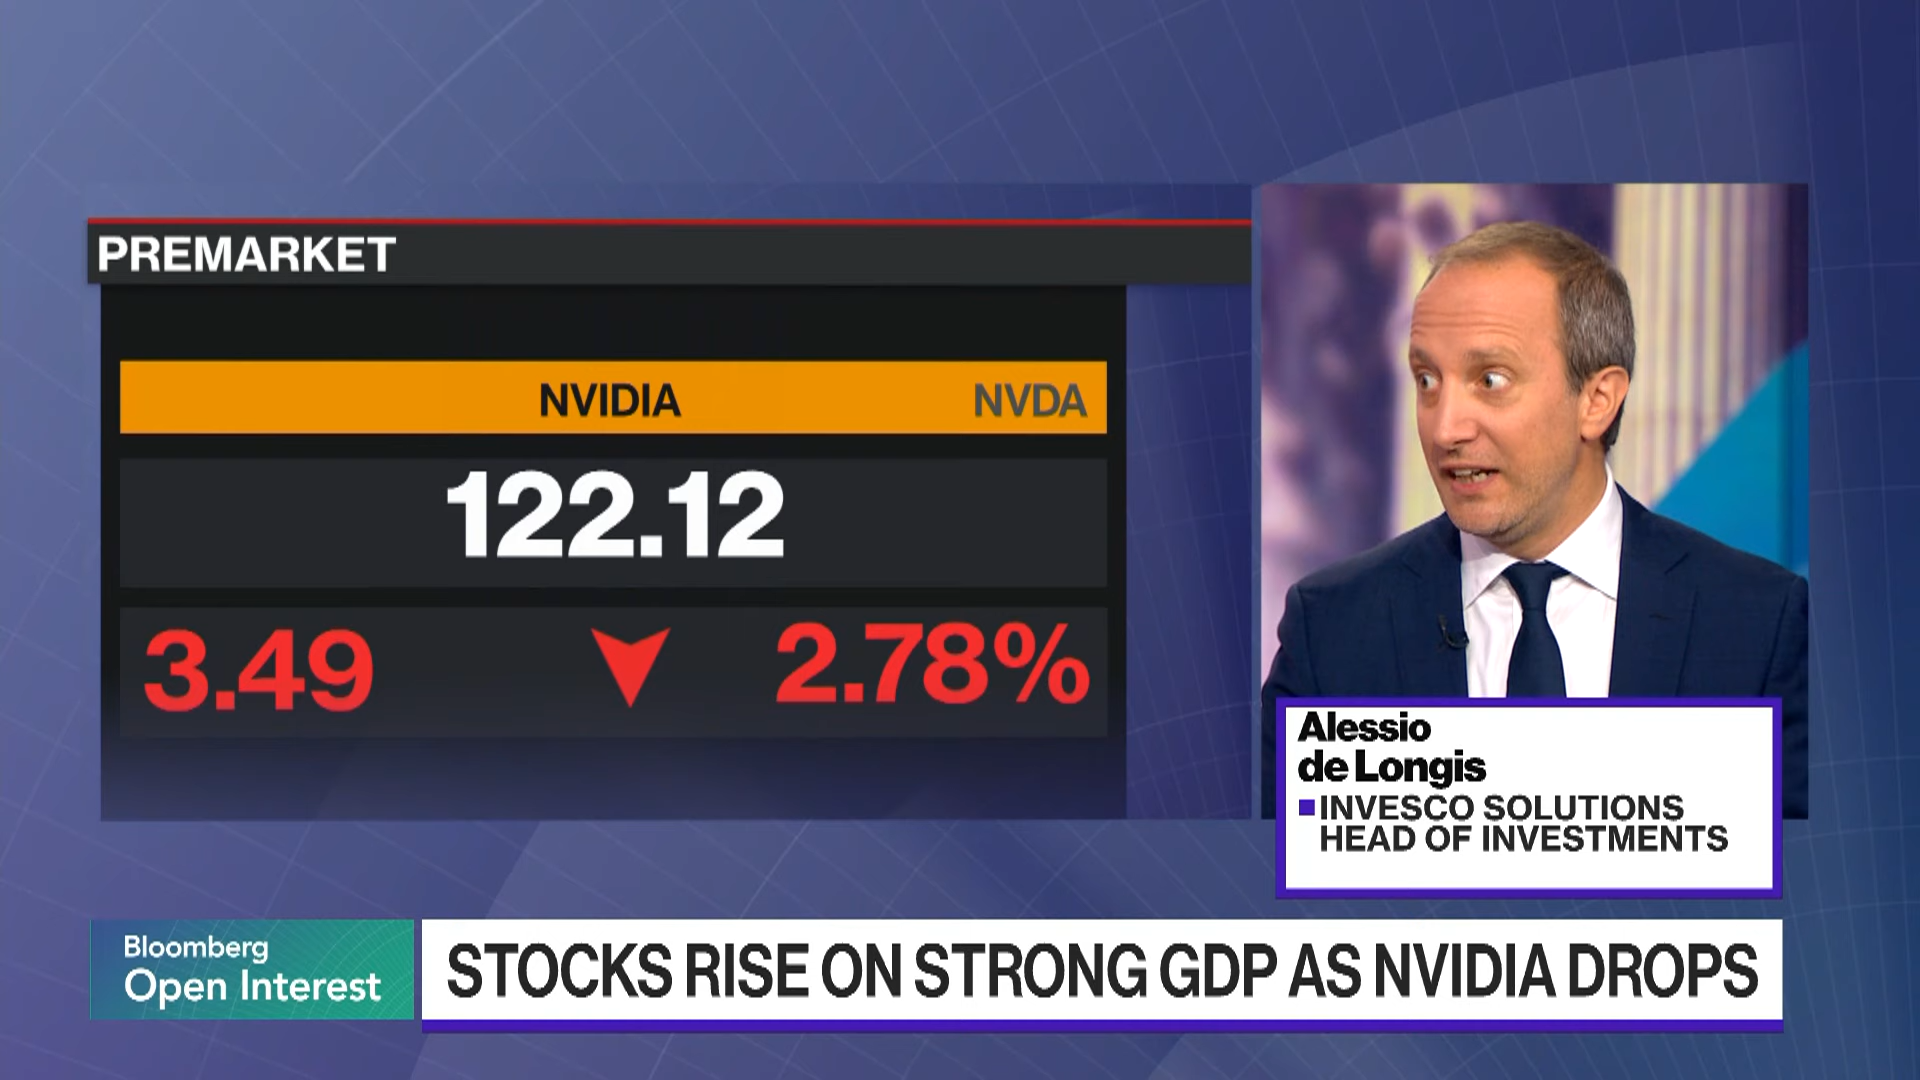 PREMARKET
NVIDIA NVDA
122.12
3.49 2.78%
Alessio
de Longis
INVESCO SOLUTIONS
HEAD OF INVESTMENTS
Bloomberg
Open Interest
STOCKS RISE ON STRONG GDP AS NVIDIA DROPS